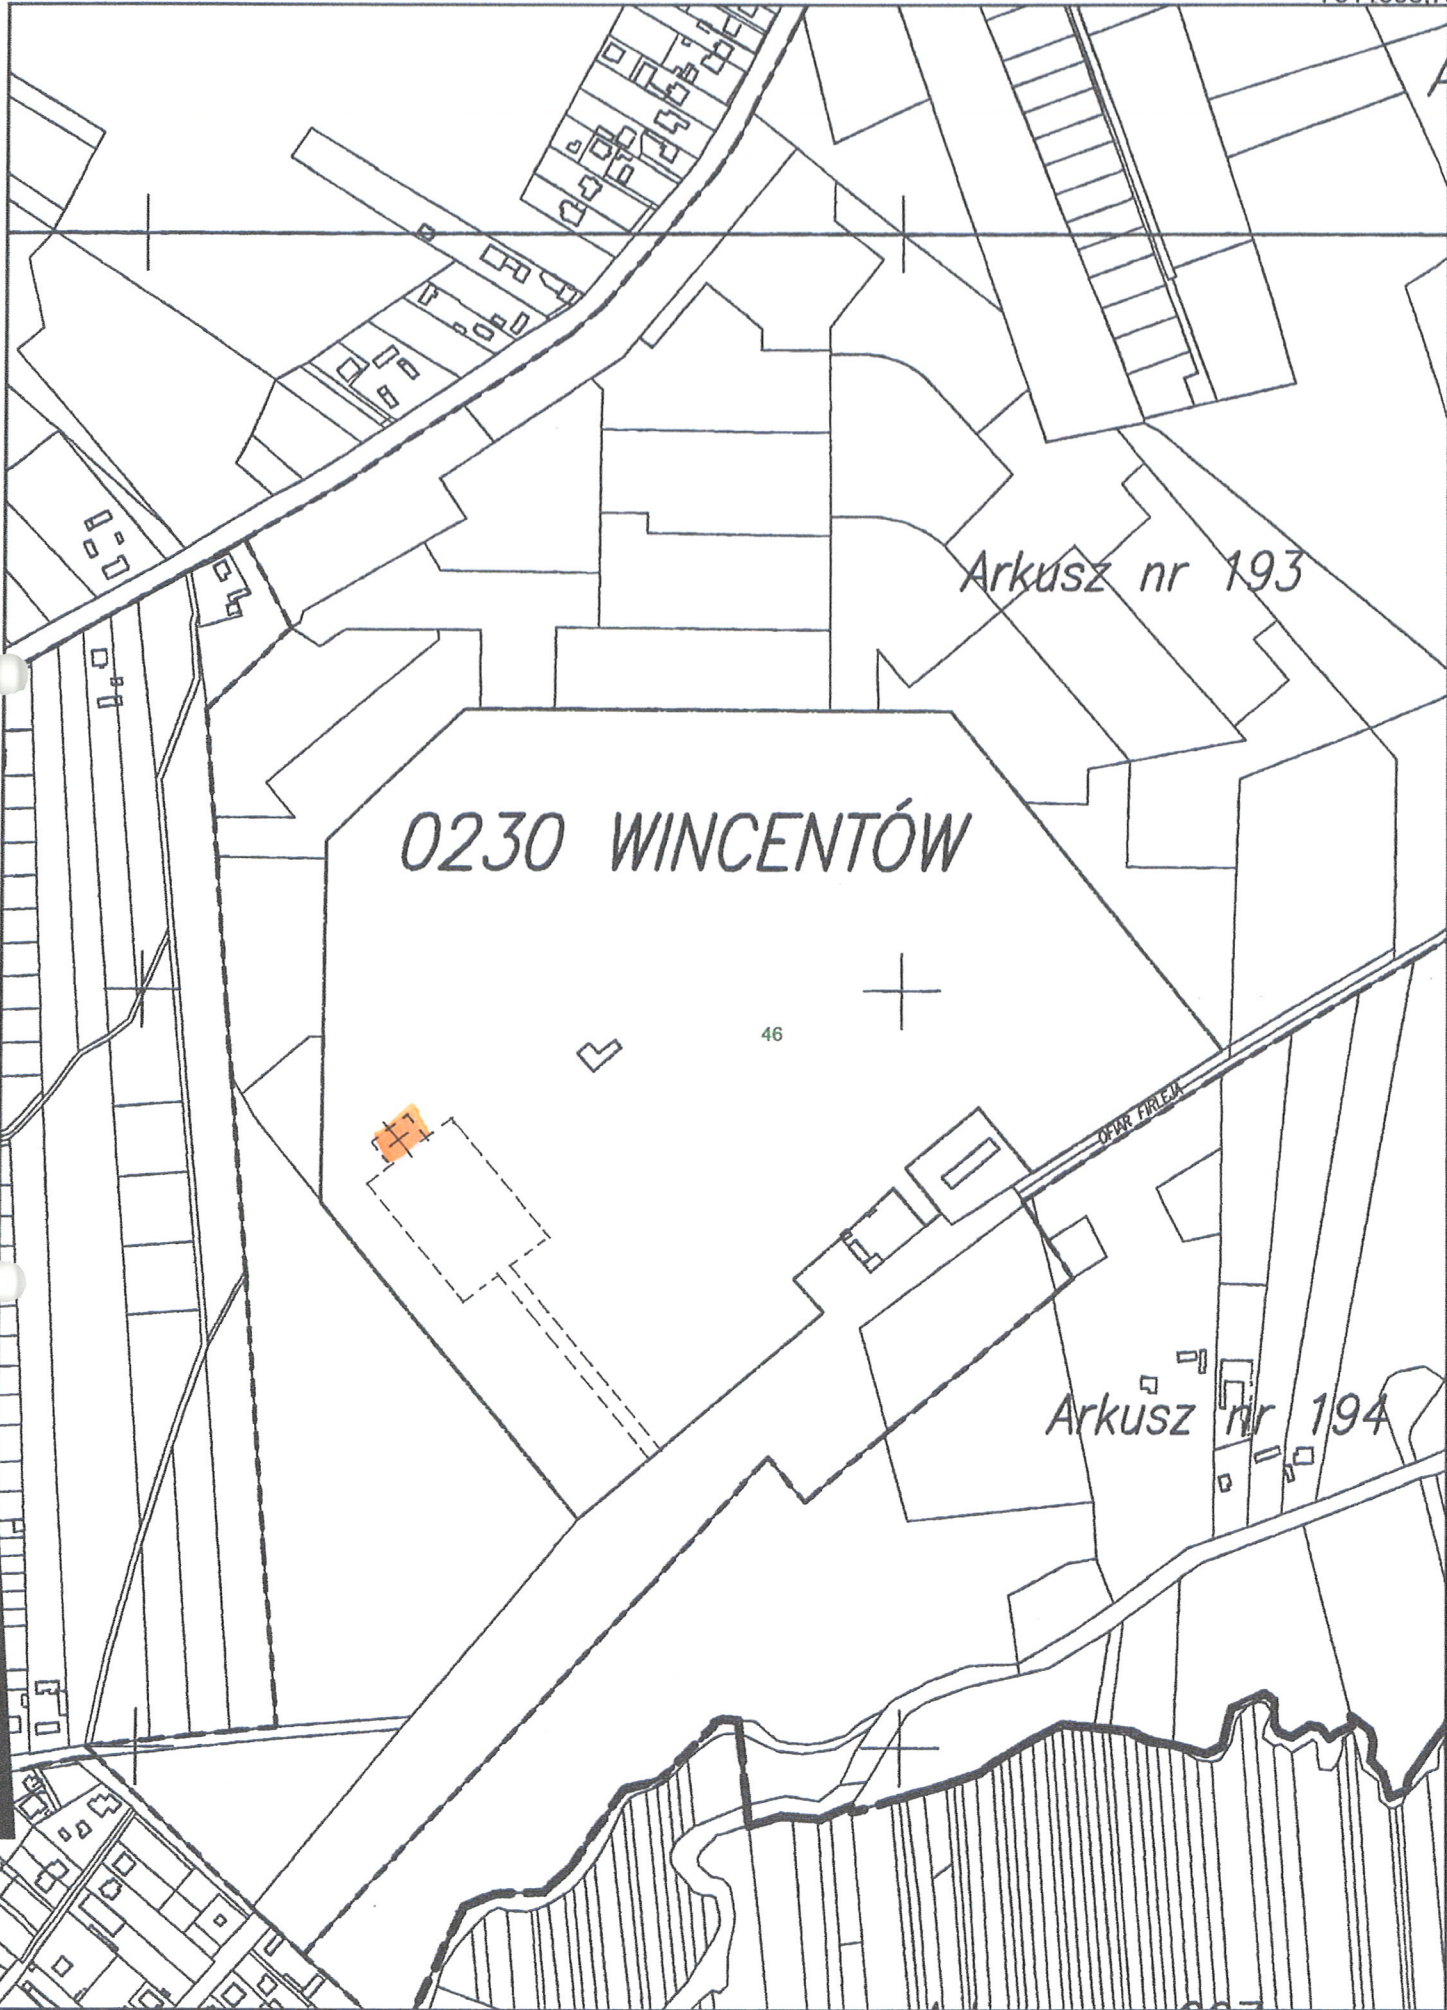 Arkusz nr 193
0230 WINCENTÓW
46
OFIAR FIRLEJA
Arkusz nr 194